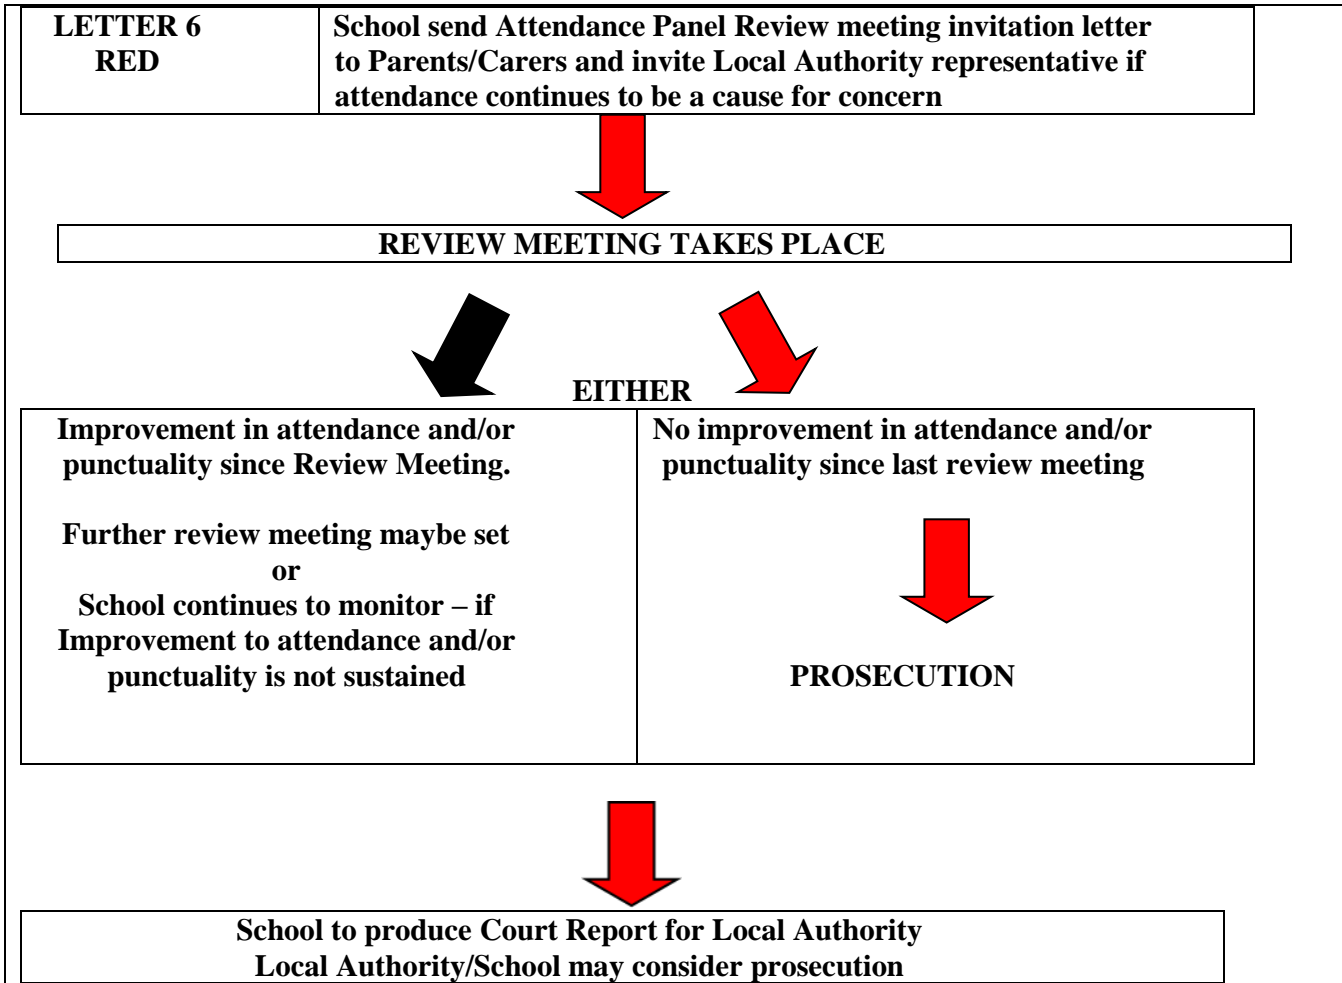 LETTER 6
RED
School send Attendance Panel Review meeting invitation letter
to Parents/Carers and invite Local Authority representative if
attendance continues to be a cause for concern
REVIEW MEETING TAKES PLACE
EITHER
Improvement in attendance and/or
punctuality since Review Meeting.
Further review meeting maybe set
or
School continues to monitor – if
Improvement to attendance and/or
punctuality is not sustained
No improvement in attendance and/or
punctuality since last review meeting
PROSECUTION
School to produce Court Report for Local Authority
Local Authority/School may consider prosecution